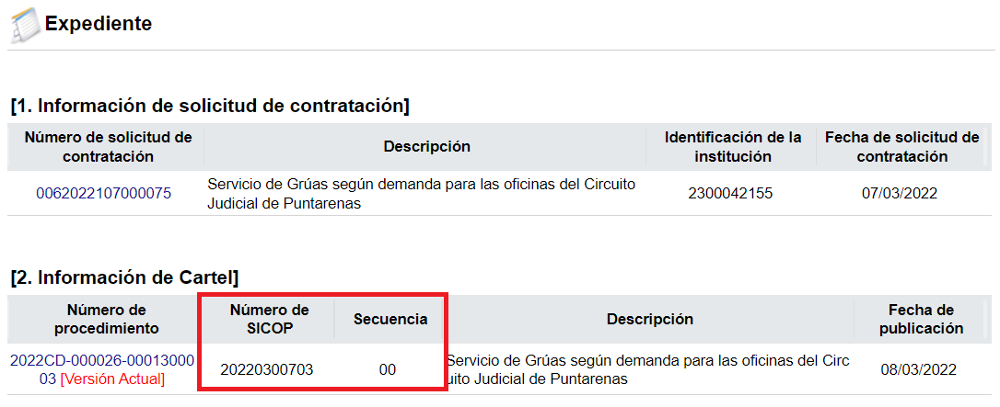 Expediente
[1. Información de solicitud de contratación]
Número de solicitud de contratación Descripción Identificación de la institución Fecha de solicitud de contratación
0062022107000075 Servicio de Grúas según demanda para las oficinas del Circuito Judicial de Puntarenas 2300042155 07/03/2022
[2. Información de Cartel]
Número de procedimiento Número de SICOP Secuencia Descripción Fecha de publicación
2022CD-000026-0001300003 [Versión Actual] 20220300703 00 Servicio de Grúas según demanda para las oficinas del Circuito Judicial de Puntarenas 08/03/2022